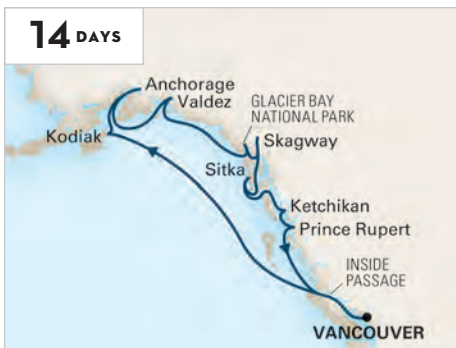 14 DAYS
Anchorage
Valdez
GLACIER BAY
NATIONAL PARK
Kodiak
Skagway
Sitka
Ketchikan
Prince Rupert
INSIDE
PASSAGE
VANCOUVER